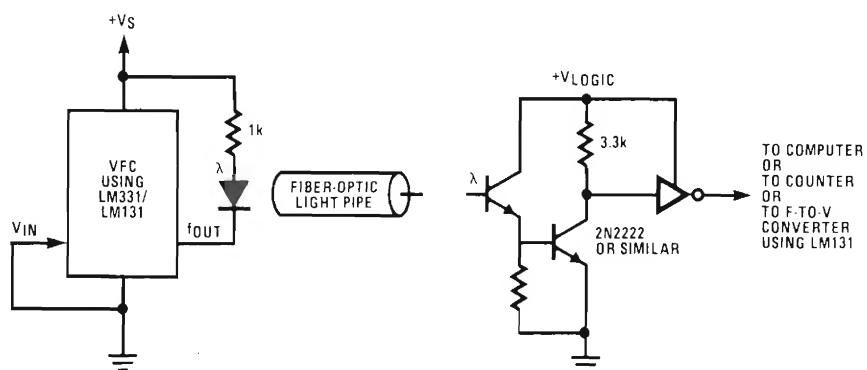 +VS
1k
λ
VFC
USING
LM331/
LM131
VIN
fOUT
FIBER-OPTIC
LIGHT PIPE
+VLOGIC
3.3k
λ
2N2222
OR SIMILAR
TO COMPUTER
OR
TO COUNTER
OR
TO F-TO-V
CONVERTER
USING LM131